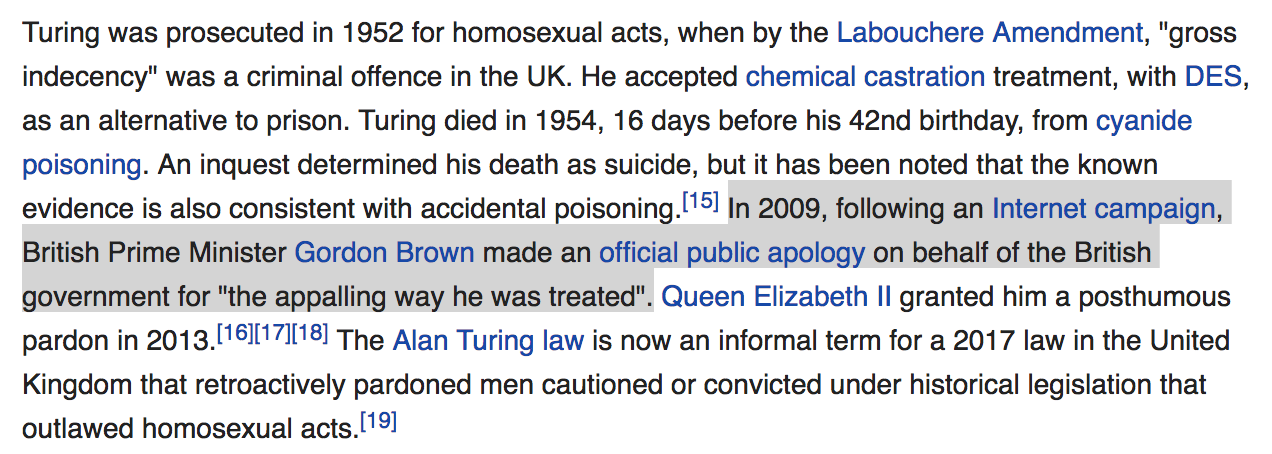 Turing was prosecuted in 1952 for homosexual acts, when by the Labouchere Amendment, "gross
indecency" was a criminal offence in the UK. He accepted chemical castration treatment, with DES,
as an alternative to prison. Turing died in 1954, 16 days before his 42nd birthday, from cyanide
poisoning. An inquest determined his death as suicide, but it has been noted that the known
evidence is also consistent with accidental poisoning.[15] In 2009, following an Internet campaign,
British Prime Minister Gordon Brown made an official public apology on behalf of the British
government for "the appalling way he was treated". Queen Elizabeth II granted him a posthumous
pardon in 2013.[16][17][18] The Alan Turing law is now an informal term for a 2017 law in the United
Kingdom that retroactively pardoned men cautioned or convicted under historical legislation that
outlawed homosexual acts.[19]